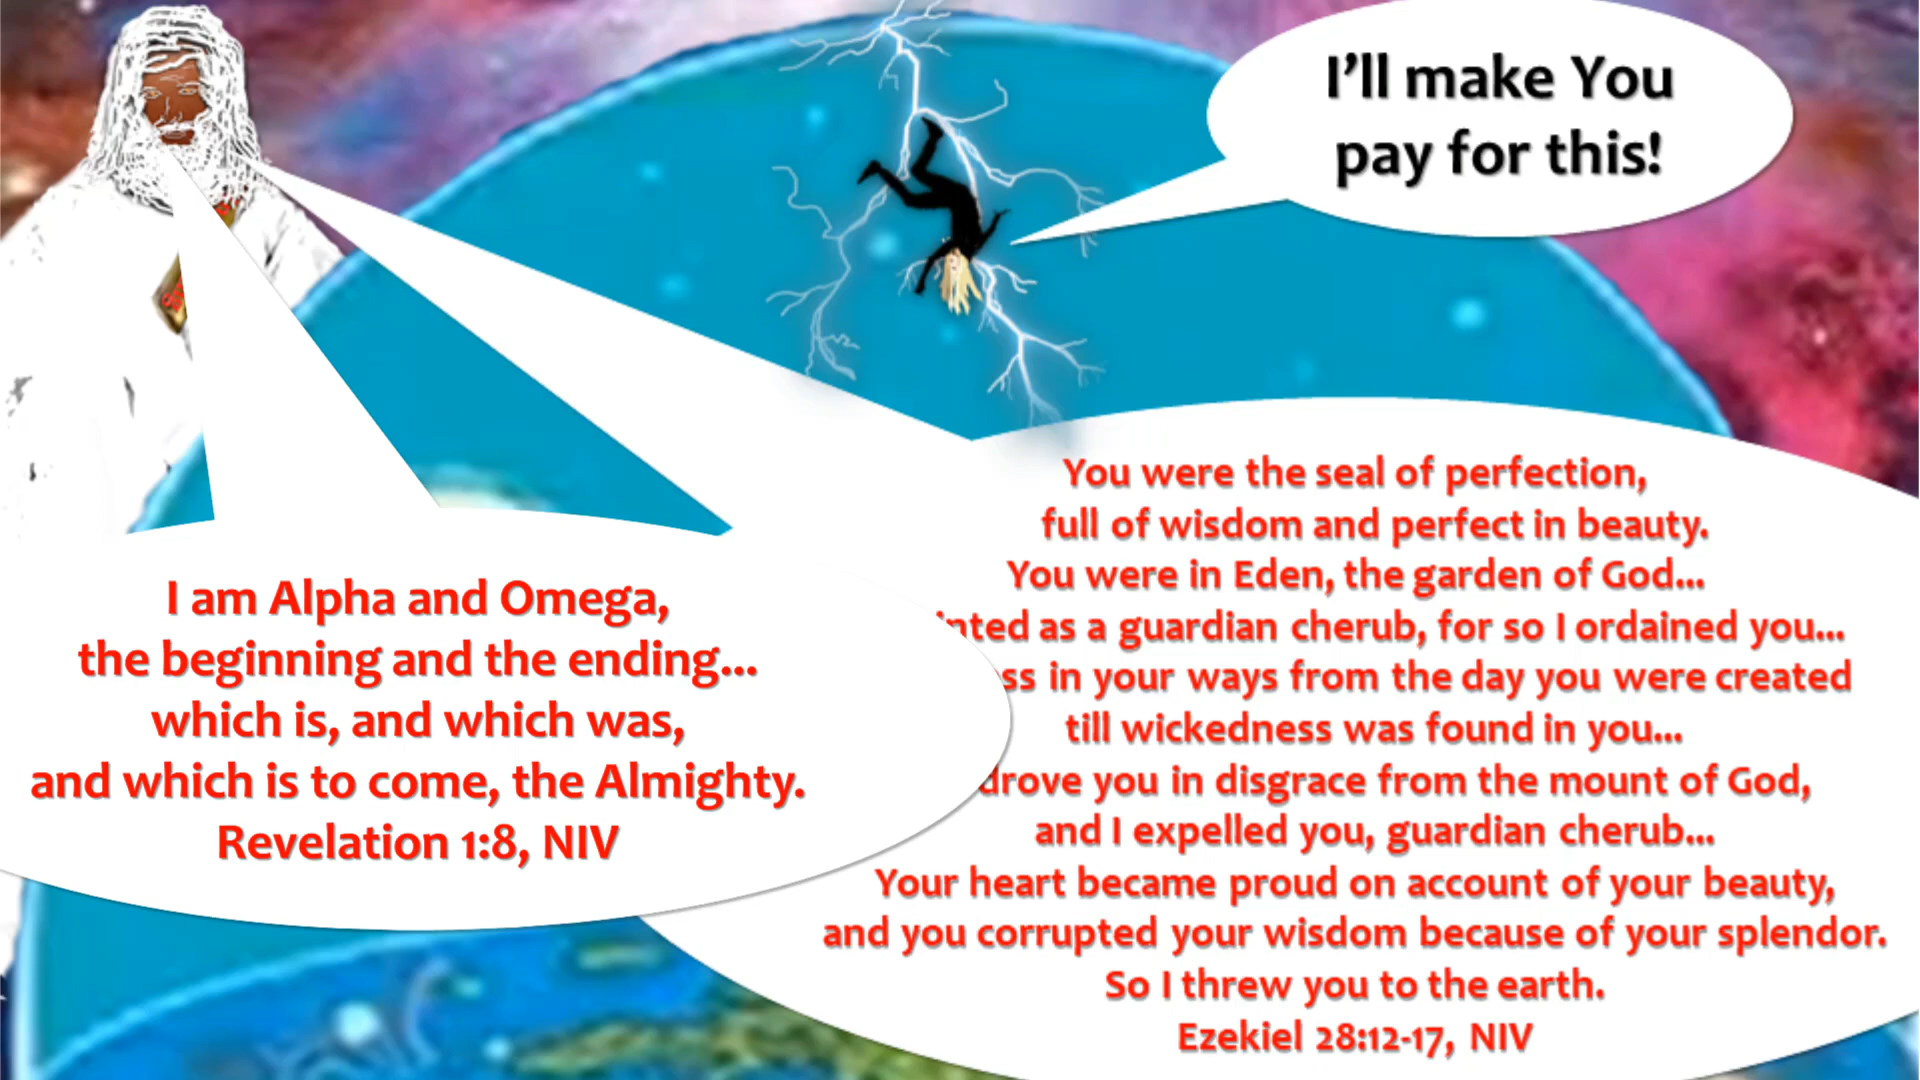 I'll make You
pay for this!
I am Alpha and Omega,
the beginning and the ending...
which is, and which was,
and which is to come, the Almighty.
Revelation 1:8, NIV
You were the seal of perfection,
full of wisdom and perfect in beauty.
You were in Eden, the garden of God...
as a guardian cherub, for so I ordained you...
in your ways from the day you were created
till wickedness was found in you...
drove you in disgrace from the mount of God,
and I expelled you, guardian cherub...
Your heart became proud on account of your beauty,
and you corrupted your wisdom because of your splendor.
So I threw you to the earth.
Ezekiel 28:12-17, NIV